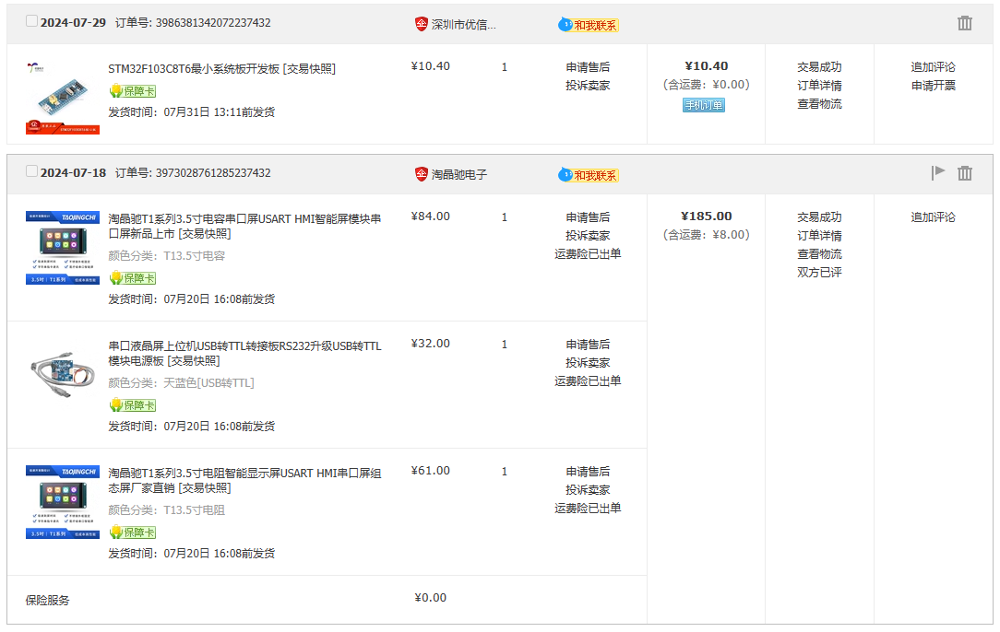 2024-07-29 订单号: 3986381342072237432 深圳市优信... 和我联系
STM32F103C8T6最小系统板开发板 [交易快照] ¥10.40 1 申请售后 ¥10.40 交易成功 追加评论
保障卡 投诉卖家 (含运费：¥0.00) 订单详情 申请开票
发货时间：07月31日 13:11前发货 手机订单 查看物流
2024-07-18 订单号: 3973028761285237432 淘晶驰电子 和我联系
TAOJINGCHI
3.5吋 T1系列
淘晶驰T1系列3.5寸电容串口屏USART HMI智能屏模块串 ¥84.00 1 申请售后 ¥185.00 交易成功 追加评论
口屏新品上市 [交易快照] 投诉卖家 (含运费：¥8.00) 订单详情
颜色分类：T13.5寸电容 运费险已出单 查看物流
保障卡 双方已评
发货时间：07月20日 16:08前发货
串口液晶屏上位机USB转TTL转接板RS232升级USB转TTL ¥32.00 1 申请售后
模块电源板 [交易快照] 投诉卖家
颜色分类：天蓝色[USB转TTL] 运费险已出单
保障卡
发货时间：07月20日 16:08前发货
TAOJINGCHI
3.5吋 T1系列
淘晶驰T1系列3.5寸电阻智能显示屏USART HMI串口屏组 ¥61.00 1 申请售后
态屏厂家直销 [交易快照] 投诉卖家
颜色分类：T13.5寸电阻 运费险已出单
保障卡
发货时间：07月20日 16:08前发货
保险服务 ¥0.00